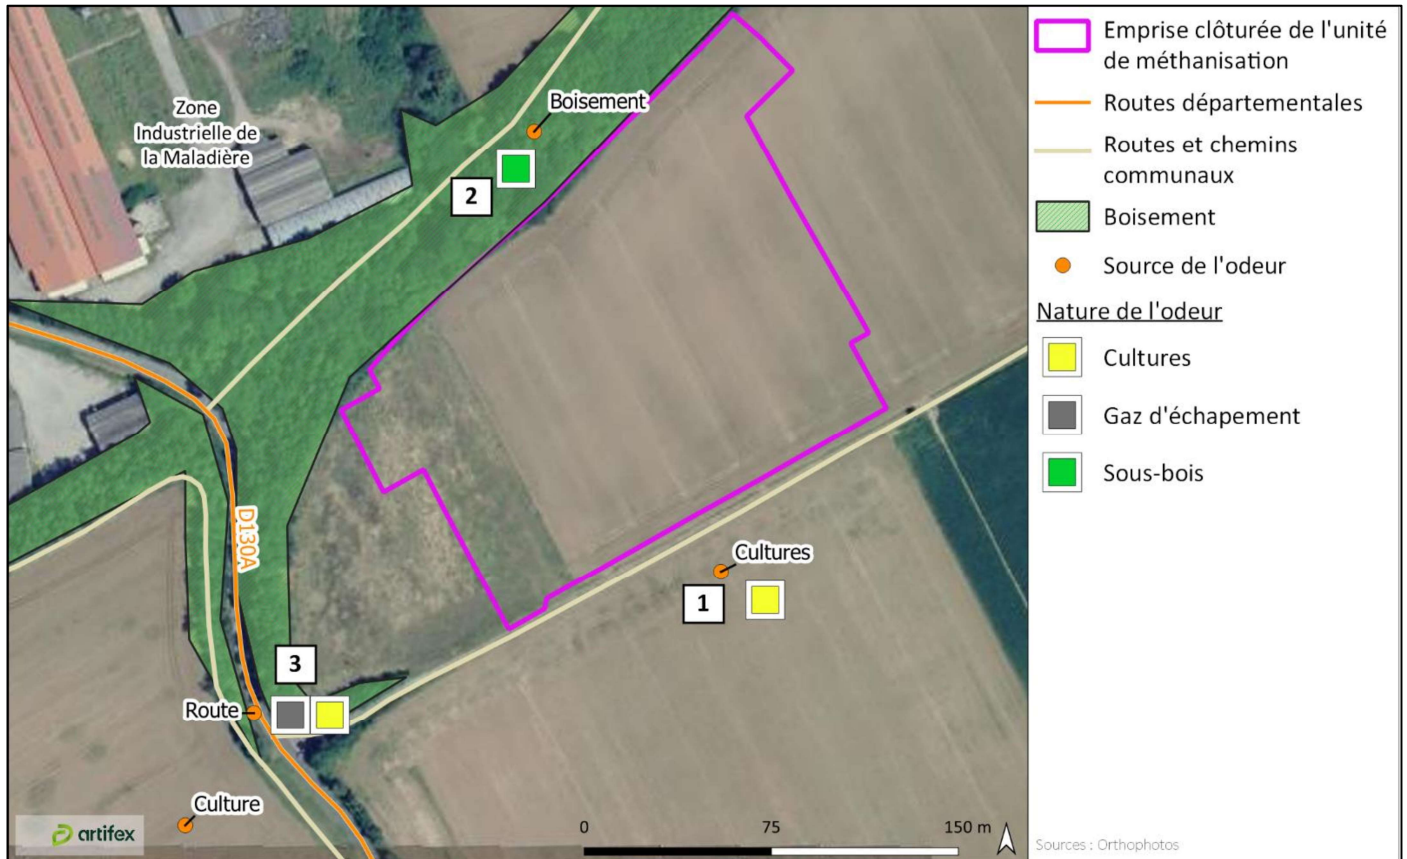 Zone
Industrielle de
la Maladière
Boisement
2
D130A
Cultures
1
3
Route
Culture
artifex
0 75 150 m
Emprise clôturée de l'unité
de méthanisation
Routes départementales
Routes et chemins
communaux
Boisement
Source de l'odeur
Nature de l'odeur
Cultures
Gaz d'échapement
Sous-bois
Sources : Orthophotos